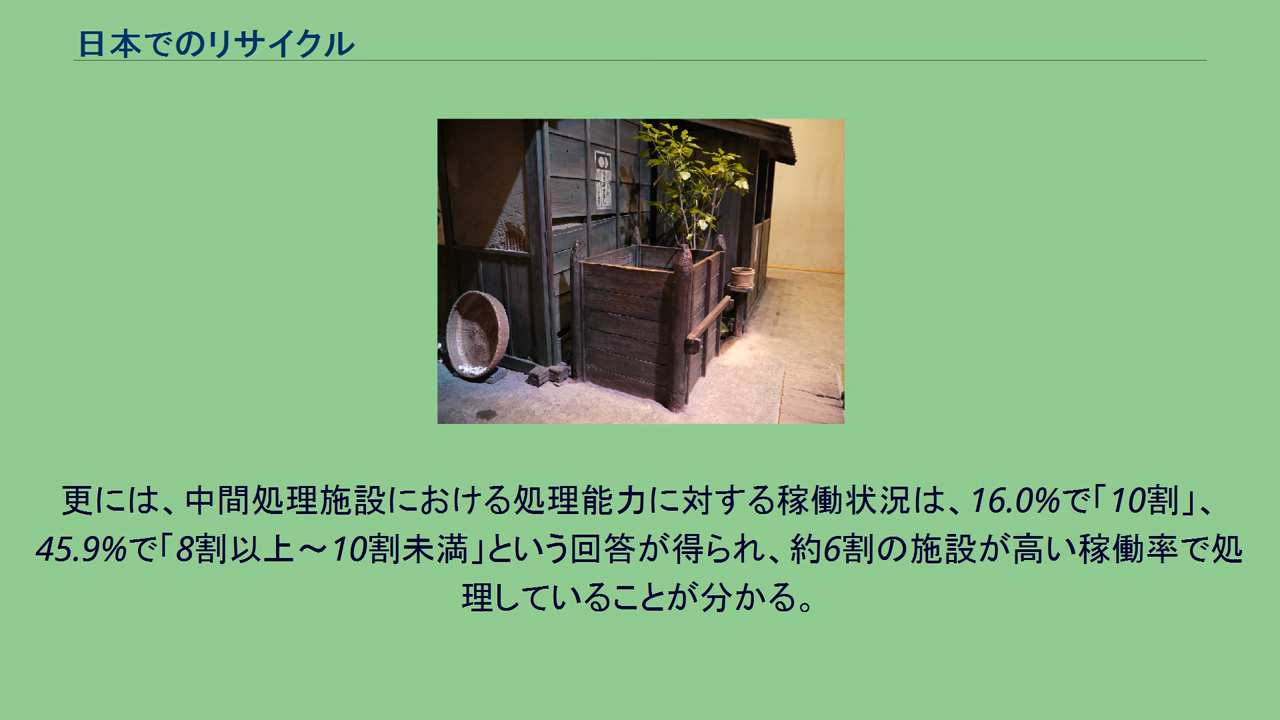 日本でのリサイクル
更には、中間処理施設における処理能力に対する稼働状況は、16.0%で「10割」、
45.9%で「8割以上～10割未満」という回答が得られ、約6割の施設が高い稼働率で処
理していることが分かる。